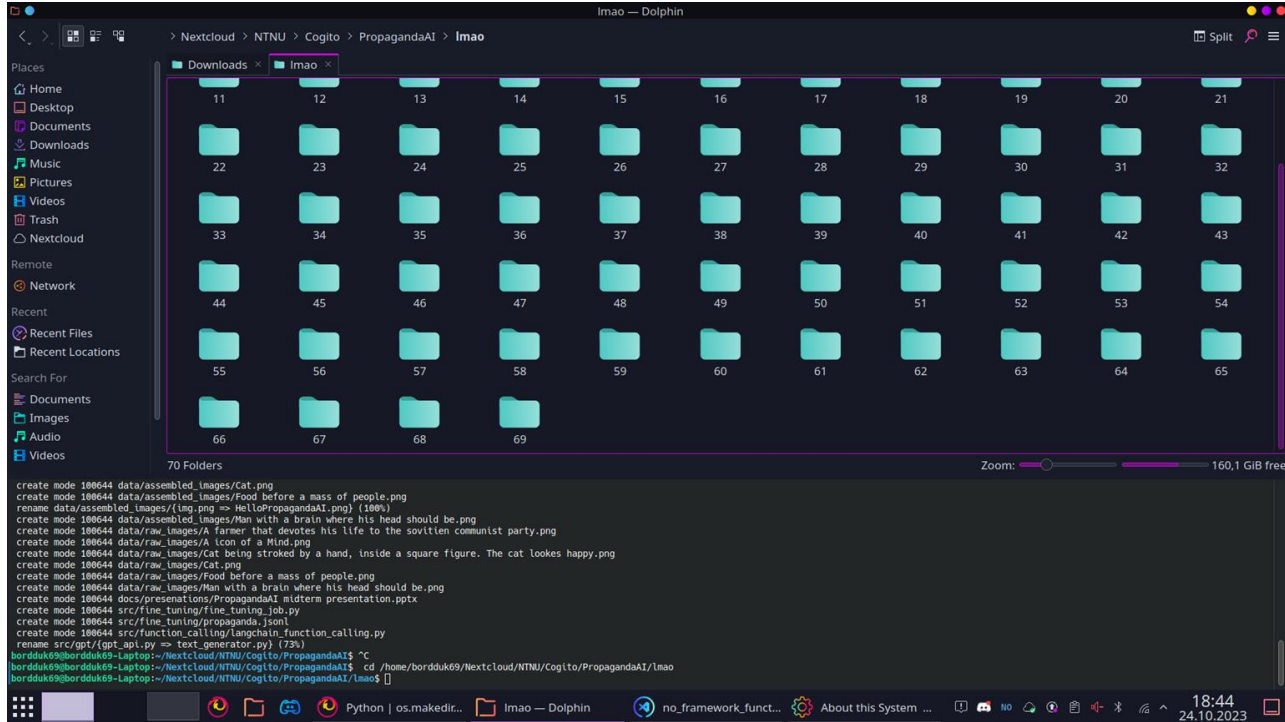 lmao — Dolphin
> Nextcloud > NTNU > Cogito > PropagandaAI > lmao
Split
Places
Home
Desktop
Documents
Downloads
Music
Pictures
Videos
Trash
Nextcloud
Remote
Network
Recent
Recent Files
Recent Locations
Search For
Documents
Images
Audio
Videos
Downloads × lmao ×
11 12 13 14 15 16 17 18 19 20 21
22 23 24 25 26 27 28 29 30 31 32
33 34 35 36 37 38 39 40 41 42 43
44 45 46 47 48 49 50 51 52 53 54
55 56 57 58 59 60 61 62 63 64 65
66 67 68 69
70 Folders Zoom: 160,1 GiB free
create mode 100644 data/assembled_images/Cat.png
create mode 100644 data/assembled_images/Food before a mass of people.png
rename data/assembled_images/{img.png => HelloPropagandaAI.png} (100%)
create mode 100644 data/assembled_images/Man with a brain where his head should be.png
create mode 100644 data/raw_images/A farmer that devotes his life to the sovitien communist party.png
create mode 100644 data/raw_images/A icon of a Mind.png
create mode 100644 data/raw_images/Cat being stroked by a hand, inside a square figure. The cat lookes happy.png
create mode 100644 data/raw_images/Cat.png
create mode 100644 data/raw_images/Food before a mass of people.png
create mode 100644 data/raw_images/Man with a brain where his head should be.png
create mode 100644 docs/presenations/PropagandaAI midterm presentation.pptx
create mode 100644 src/fine_tuning/fine_tuning_job.py
create mode 100644 src/fine_tuning/propaganda.jsonl
create mode 100644 src/function_calling/langchain_function_calling.py
rename src/gpt/{gpt_api.py => text_generator.py} (73%)
bordduk69@bordduk69-Laptop:~/Nextcloud/NTNU/Cogito/PropagandaAI$ ^C
bordduk69@bordduk69-Laptop:~/Nextcloud/NTNU/Cogito/PropagandaAI$  cd /home/bordduk69/Nextcloud/NTNU/Cogito/PropagandaAI/lmao
bordduk69@bordduk69-Laptop:~/Nextcloud/NTNU/Cogito/PropagandaAI/lmao$
Python | os.makedir... lmao — Dolphin no_framework_funct... About this System ... NO 18:44
24.10.2023